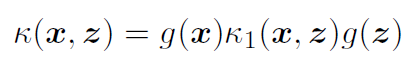 κ(x, z) = g(x)κ₁(x, z)g(z)